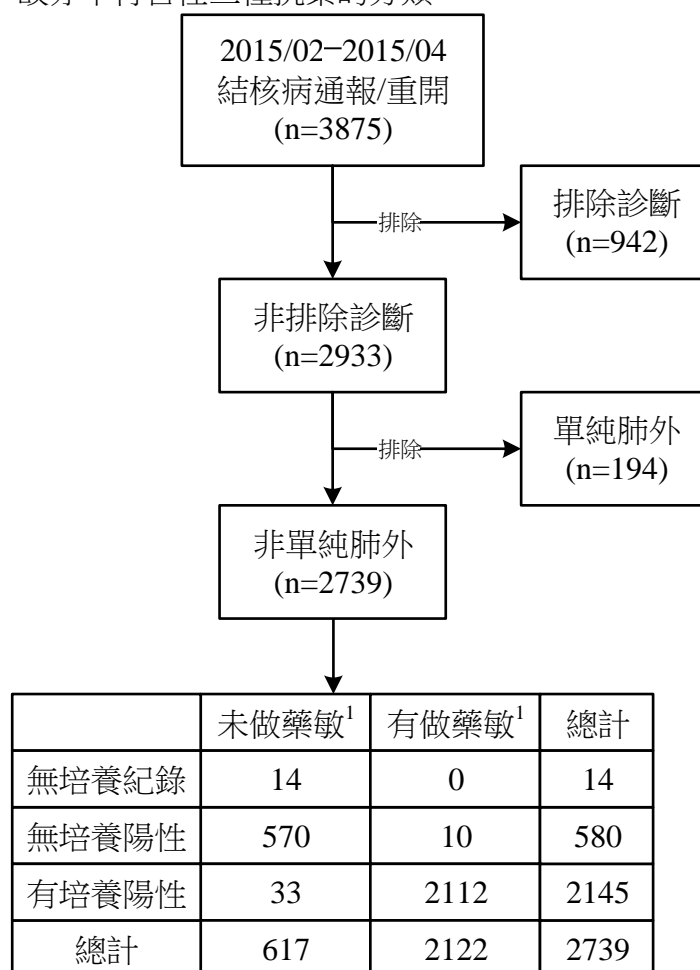 2015/02–2015/04
結核病通報/重開
(n=3875)
排除
排除診斷
(n=942)
非排除診斷
(n=2933)
排除
單純肺外
(n=194)
非單純肺外
(n=2739)
未做藥敏1 有做藥敏1 總計
無培養紀錄 14 0 14
無培養陽性 570 10 580
有培養陽性 33 2112 2145
總計 617 2122 2739